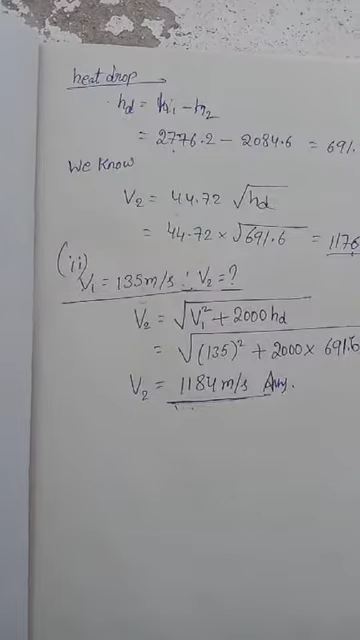 heat drop
hd = h1 - h2
= 2776.2 - 2084.6 = 691.
We Know
V2 = 44.72 √hd
= 44.72 × √691.6 = 1176
(ii)
V1 = 135 m/s ∴ V2 = ?
V2 = √V1² + 2000 hd
= √(135)² + 2000 × 691.6
V2 = 1184 m/s Ans.